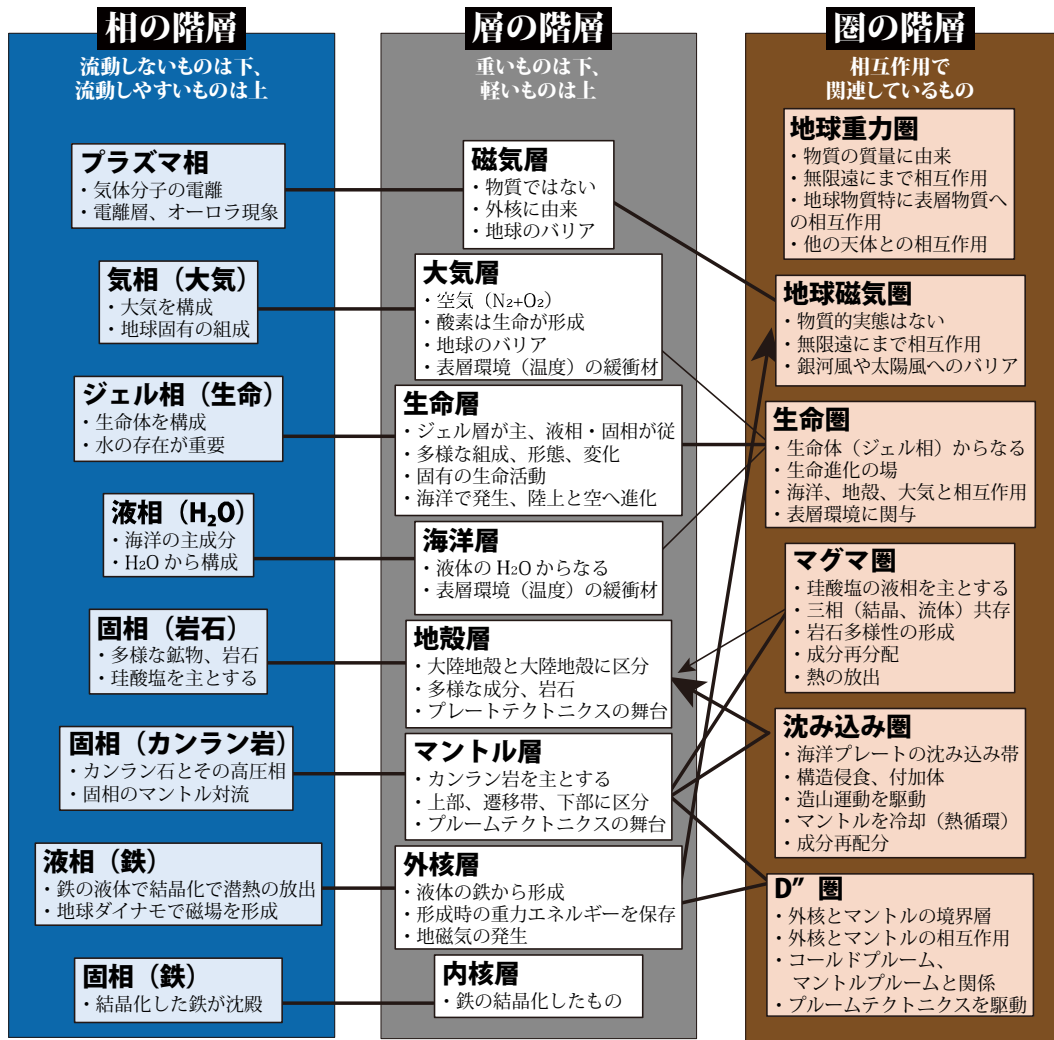 相の階層
流動しないものは下、
流動しやすいものは上
プラズマ相
・気体分子の電離
・電離層、オーロラ現象
気相（大気）
・大気を構成
・地球固有の組成
ジェル相（生命）
・生命体を構成
・水の存在が重要
液相（H₂O）
・海洋の主成分
・H₂O から構成
固相（岩石）
・多様な鉱物、岩石
・珪酸塩を主とする
固相（カンラン岩）
・カンラン石とその高圧相
・固相のマントル対流
液相（鉄）
・鉄の液体で結晶化で潜熱の放出
・地球ダイナモで磁場を形成
固相（鉄）
・結晶化した鉄が沈殿
層の階層
重いものは下、
軽いものは上
磁気層
・物質ではない
・外核に由来
・地球のバリア
大気層
・空気（N₂+O₂）
・酸素は生命が形成
・地球のバリア
・表層環境（温度）の緩衝材
生命層
・ジェル層が主、液相・固相が従
・多様な組成、形態、変化
・固有の生命活動
・海洋で発生、陸上と空へ進化
海洋層
・液体の H₂O からなる
・表層環境（温度）の緩衝材
地殻層
・大陸地殻と大陸地殻に区分
・多様な成分、岩石
・プレートテクトニクスの舞台
マントル層
・カンラン岩を主とする
・上部、遷移帯、下部に区分
・プルームテクトニクスの舞台
外核層
・液体の鉄から形成
・形成時の重力エネルギーを保存
・地磁気の発生
内核層
・鉄の結晶化したもの
圏の階層
相互作用で
関連しているもの
地球重力圏
・物質の質量に由来
・無限遠にまで相互作用
・地球物質特に表層物質へ
の相互作用
・他の天体との相互作用
地球磁気圏
・物質的実態はない
・無限遠にまで相互作用
・銀河風や太陽風へのバリア
生命圏
・生命体（ジェル相）からなる
・生命進化の場
・海洋、地殻、大気と相互作用
・表層環境に関与
マグマ圏
・珪酸塩の液相を主とする
・三相（結晶、流体）共存
・岩石多様性の形成
・成分再分配
・熱の放出
沈み込み圏
・海洋プレートの沈み込み帯
・構造侵食、付加体
・造山運動を駆動
・マントルを冷却（熱循環）
・成分再配分
D″ 圏
・外核とマントルの境界層
・外核とマントルの相互作用
・コールドプルーム、
マントルプルームと関係
・プルームテクトニクスを駆動